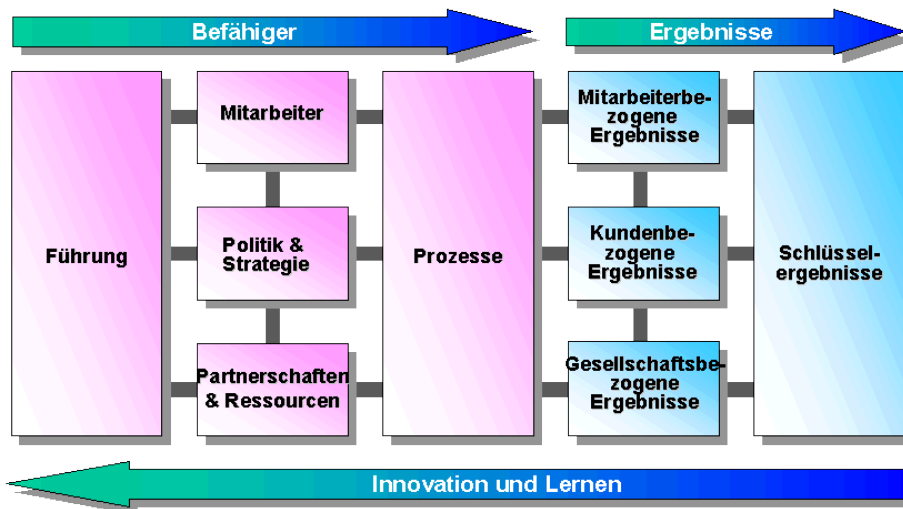 Befähiger
Ergebnisse
Führung
Mitarbeiter
Politik &
Strategie
Partnerschaften
& Ressourcen
Prozesse
Mitarbeiterbe-
zogene
Ergebnisse
Kundenbe-
zogene
Ergebnisse
Gesellschaftsbe-
zogene
Ergebnisse
Schlüssel-
ergebnisse
Innovation und Lernen